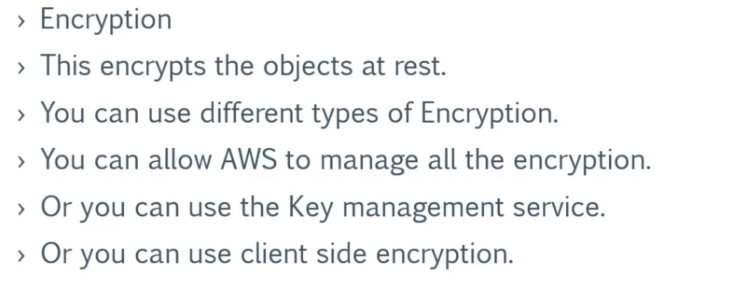 › Encryption
› This encrypts the objects at rest.
› You can use different types of Encryption.
› You can allow AWS to manage all the encryption.
› Or you can use the Key management service.
› Or you can use client side encryption.